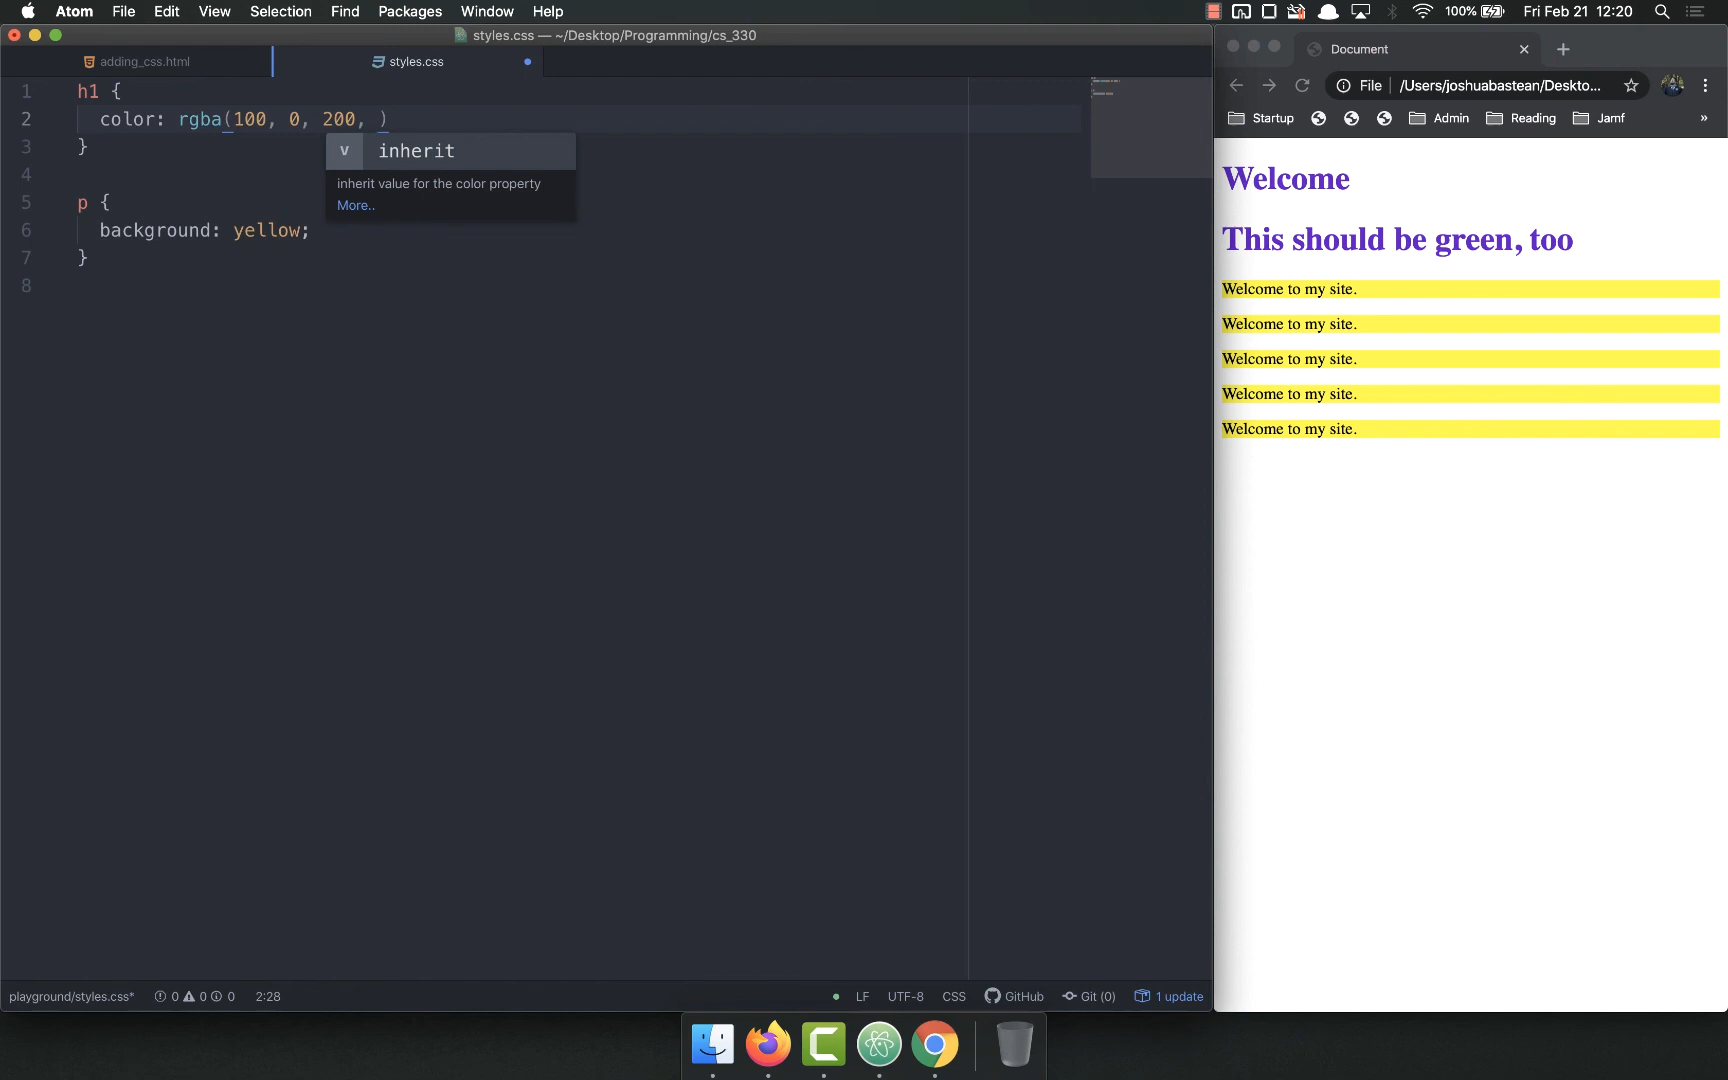 Atom File Edit View Selection Find Packages Window Help
100% Fri Feb 21 12:20
styles.css — ~/Desktop/Programming/cs_330
adding_css.html
styles.css
1 h1 {
2 color: rgba(100, 0, 200, )
3 }
4
5 p {
6 background: yellow;
7 }
8
v inherit
inherit value for the color property
More..
playground/styles.css* 0 0 0 2:28
LF UTF-8 CSS GitHub Git (0) 1 update
Document
File /Users/joshuabastean/Deskto...
Startup Admin Reading Jamf »
Welcome
This should be green, too
Welcome to my site.
Welcome to my site.
Welcome to my site.
Welcome to my site.
Welcome to my site.